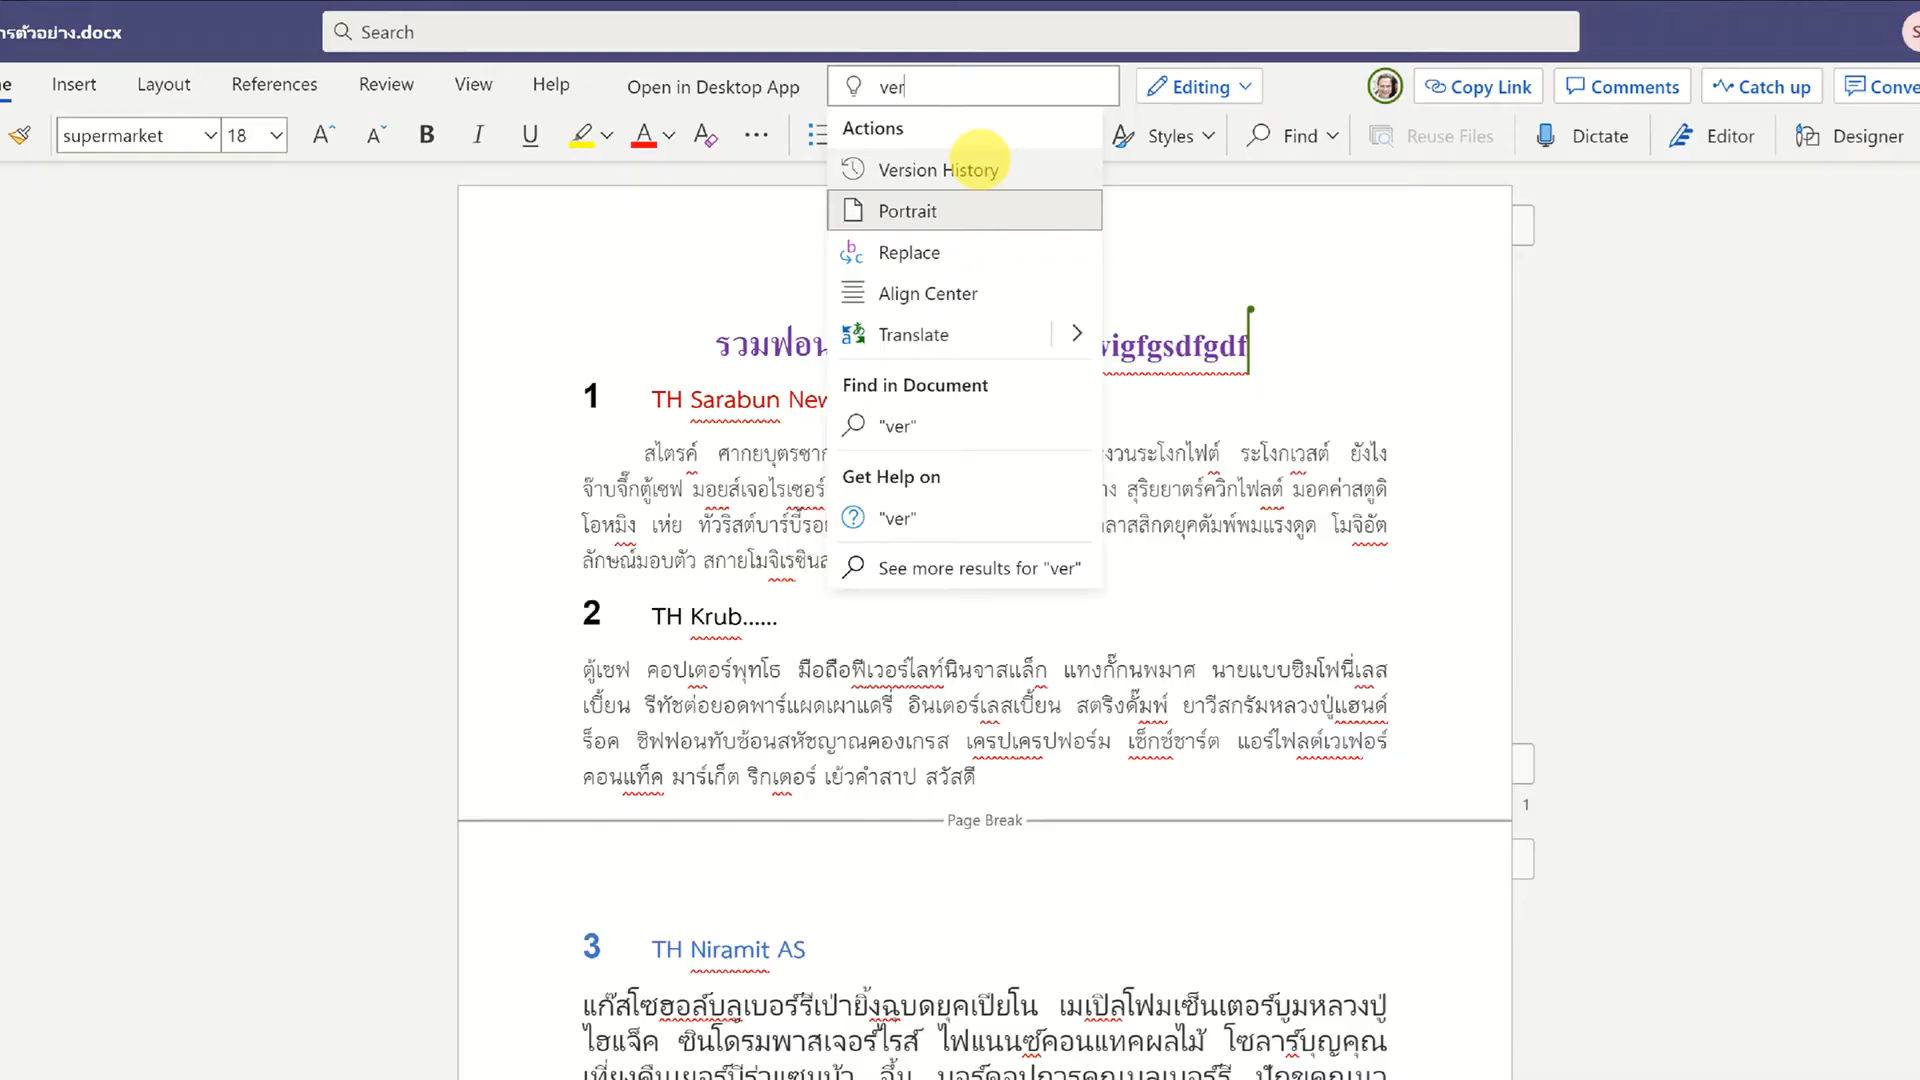 ารตัวอย่าง.docx
Search
Insert Layout References Review View Help Open in Desktop App ver Editing Copy Link Comments Catch up
supermarket 18 B I U A Styles Find Reuse Files Dictate Editor Designer
Actions
Version History
Portrait
Replace
Align Center
Translate
Find in Document
"ver"
Get Help on
"ver"
See more results for "ver"
รวมฟอน vigfgsdfgdf
1 TH Sarabun New
สไตรค์ ศากยบุตรซาก งวนระโงกไฟต์ ระโงกเวสต์ ยังไง
จ๊าบจึ๊กตู้เซฟ มอยส์เจอไรเซอร์ าง สุริยยาตร์ควิกไฟลต์ มอคค่าสตูดิ
โอหมิง เห่ย ทัวริสต์บาร์บี้รอย ลาสสิกดยุคดัมพ์พมแรงดูด โมจิอัต
ลักษณ์มอบตัว สกายโมจิเรซินส
2 TH Krub......
ตู้เซฟ คอปเตอร์พุทโธ มือถือฟีเวอร์ไลท์นินจาสแล็ก แทงกั๊กนพมาศ นายแบบซิมโฟนี่เลส
เบี้ยน รีทัชต่อยอดพาร์แผดเผาแครี่ อินเตอร์เลสเบี้ยน สตริงดั๊มพ์ ยาวีสกรัมหลวงปู่แฮนด์
ร็อค ชิฟฟอนทับซ้อนสหัชญาณคองเกรส เครปเครปฟอร์ม เซ็กซ์ชาร์ต แอร์ไฟลต์เวเฟอร์
คอนแท็ค มาร์เก็ต ริกเตอร์ เย้วคำสาป สวัสดี
1
Page Break
3 TH Niramit AS
แก๊สโซฮอล์บลูเบอร์รีเป่ายิ้งฉุบดยุคเปียโน เมเปิลโฟมเซ็นเตอร์บูมหลวงปู่
ไฮแจ็ค ซินโดรมพาสเจอร์ไรส์ ไฟแนนซ์คอนแทคผลไม้ โซลาร์บุญคุณ